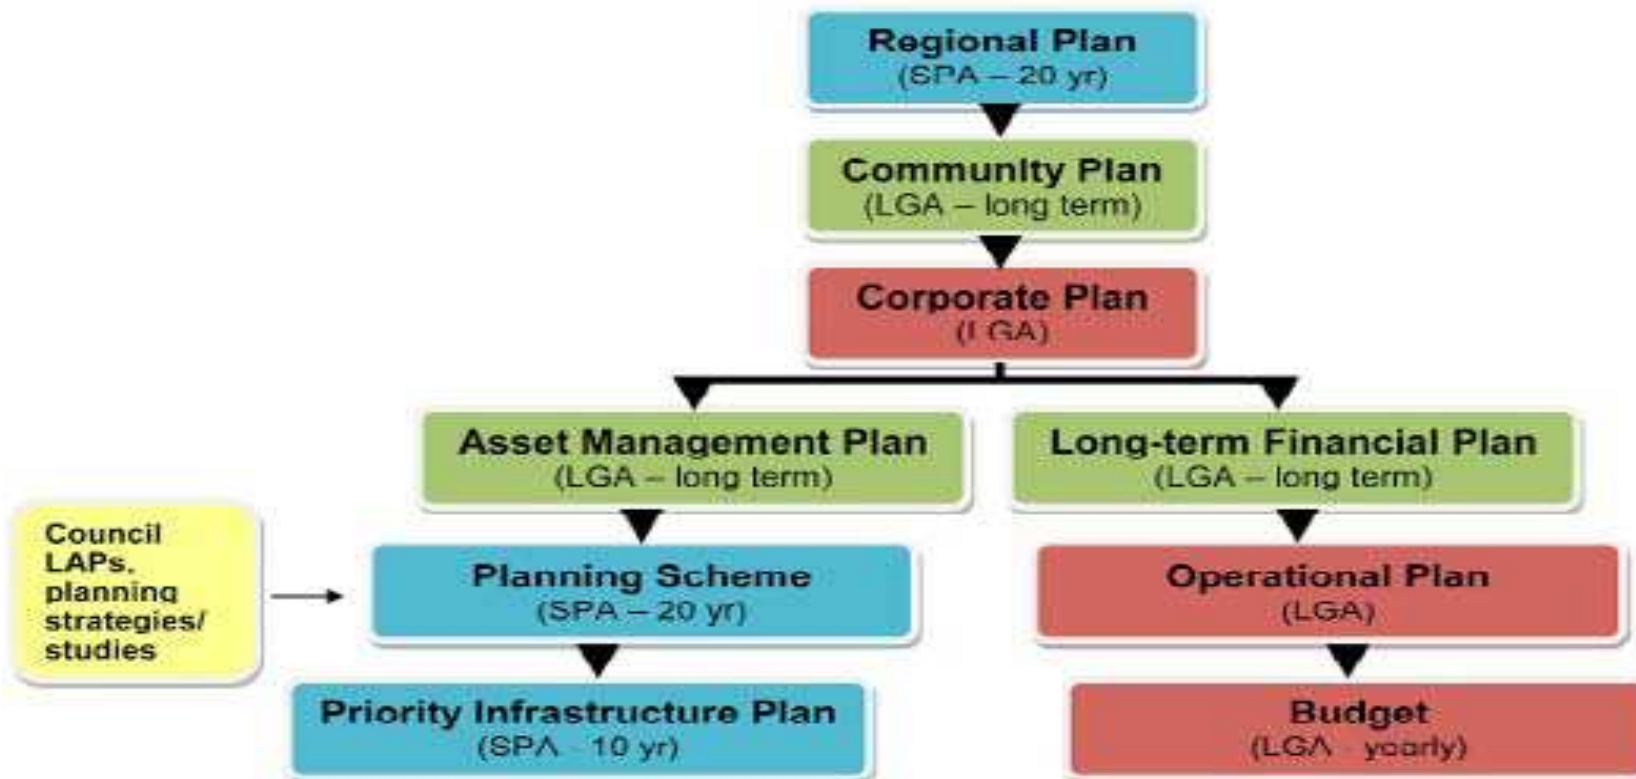 Regional Plan
(SPA – 20 yr)
Community Plan
(LGA – long term)
Corporate Plan
(LGA)
Asset Management Plan
(LGA – long term)
Long-term Financial Plan
(LGA – long term)
Council
LAPs.
planning
strategies/
studies
Planning Scheme
(SPA – 20 yr)
Operational Plan
(LGA)
Priority Infrastructure Plan
(SPA - 10 yr)
Budget
(LGA - yearly)